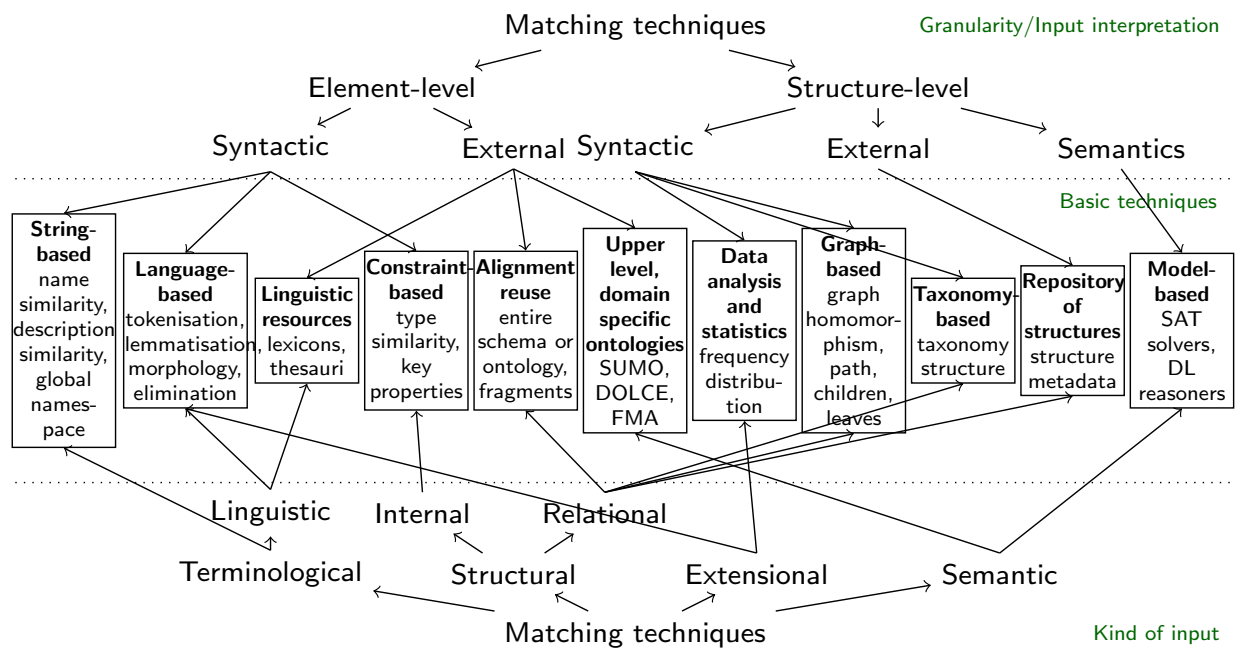 Matching techniques
Granularity/Input interpretation
Element-level
Structure-level
Syntactic
External
Syntactic
External
Semantics
Basic techniques
String-
based
name
similarity,
description
similarity,
global
names-
pace
Language-
based
tokenisation,
lemmatisation,
morphology,
elimination
Linguistic
resources
lexicons,
thesauri
Constraint-
based
type
similarity,
key
properties
Alignment
reuse
entire
schema or
ontology,
fragments
Upper
level,
domain
specific
ontologies
SUMO,
DOLCE,
FMA
Data
analysis
and
statistics
frequency
distribu-
tion
Graph-
based
graph
homomor-
phism,
path,
children,
leaves
Taxonomy-
based
taxonomy
structure
Repository
of
structures
structure
metadata
Model-
based
SAT
solvers,
DL
reasoners
Linguistic
Internal
Relational
Terminological
Structural
Extensional
Semantic
Matching techniques
Kind of input